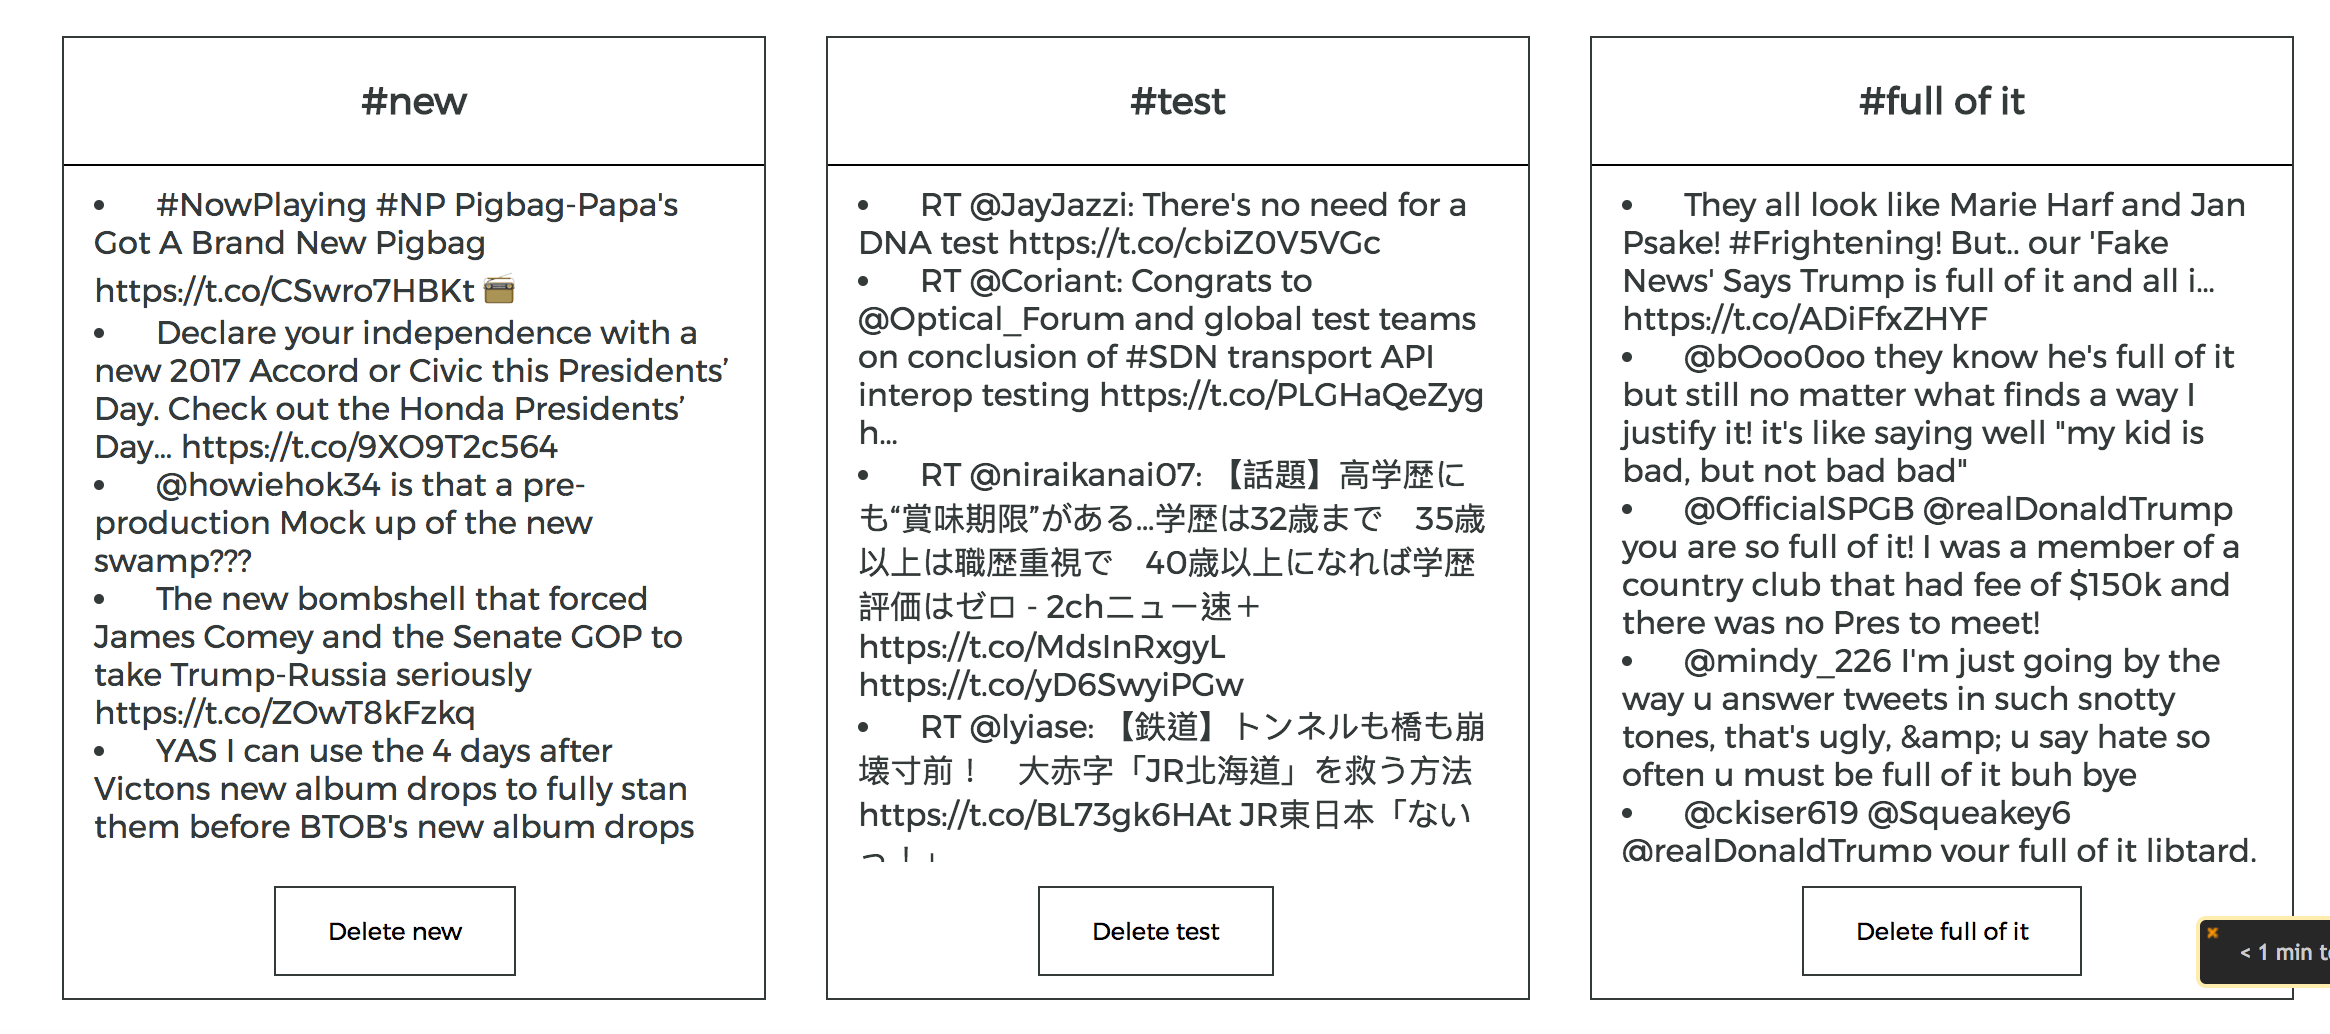 #new
• #NowPlaying #NP Pigbag-Papa's
Got A Brand New Pigbag
https://t.co/CSwro7HBKt 📻
• Declare your independence with a
new 2017 Accord or Civic this Presidents’
Day. Check out the Honda Presidents’
Day... https://t.co/9XO9T2c564
• @howiehok34 is that a pre-
production Mock up of the new
swamp???
• The new bombshell that forced
James Comey and the Senate GOP to
take Trump-Russia seriously
https://t.co/ZOwT8kFzkq
• YAS I can use the 4 days after
Victons new album drops to fully stan
them before BTOB's new album drops
Delete new
#test
• RT @JayJazzi: There's no need for a
DNA test https://t.co/cbiZ0V5VGc
• RT @Coriant: Congrats to
@Optical_Forum and global test teams
on conclusion of #SDN transport API
interop testing https://t.co/PLGHaQeZyg
h...
• RT @niraikanai07: 【話題】高学歴に
も“賞味期限”がある...学歴は32歳まで　35歳
以上は職歴重視で　40歳以上になれば学歴
評価はゼロ - 2chニュー速＋
https://t.co/MdsInRxgyL
https://t.co/yD6SwyiPGw
• RT @lyiase: 【鉄道】トンネルも橋も崩
壊寸前！　大赤字「JR北海道」を救う方法
https://t.co/BL73gk6HAt JR東日本「ない
っ！」
Delete test
#full of it
• They all look like Marie Harf and Jan
Psake! #Frightening! But.. our 'Fake
News' Says Trump is full of it and all i...
https://t.co/ADiFfxZHYF
• @bOoo0oo they know he's full of it
but still no matter what finds a way I
justify it! it's like saying well "my kid is
bad, but not bad bad"
• @OfficialSPGB @realDonaldTrump
you are so full of it! I was a member of a
country club that had fee of $150k and
there was no Pres to meet!
• @mindy_226 I'm just going by the
way u answer tweets in such snotty
tones, that's ugly, &amp; u say hate so
often u must be full of it buh bye
• @ckiser619 @Squeakey6
@realDonaldTrump your full of it libtard.
Delete full of it
< 1 min t